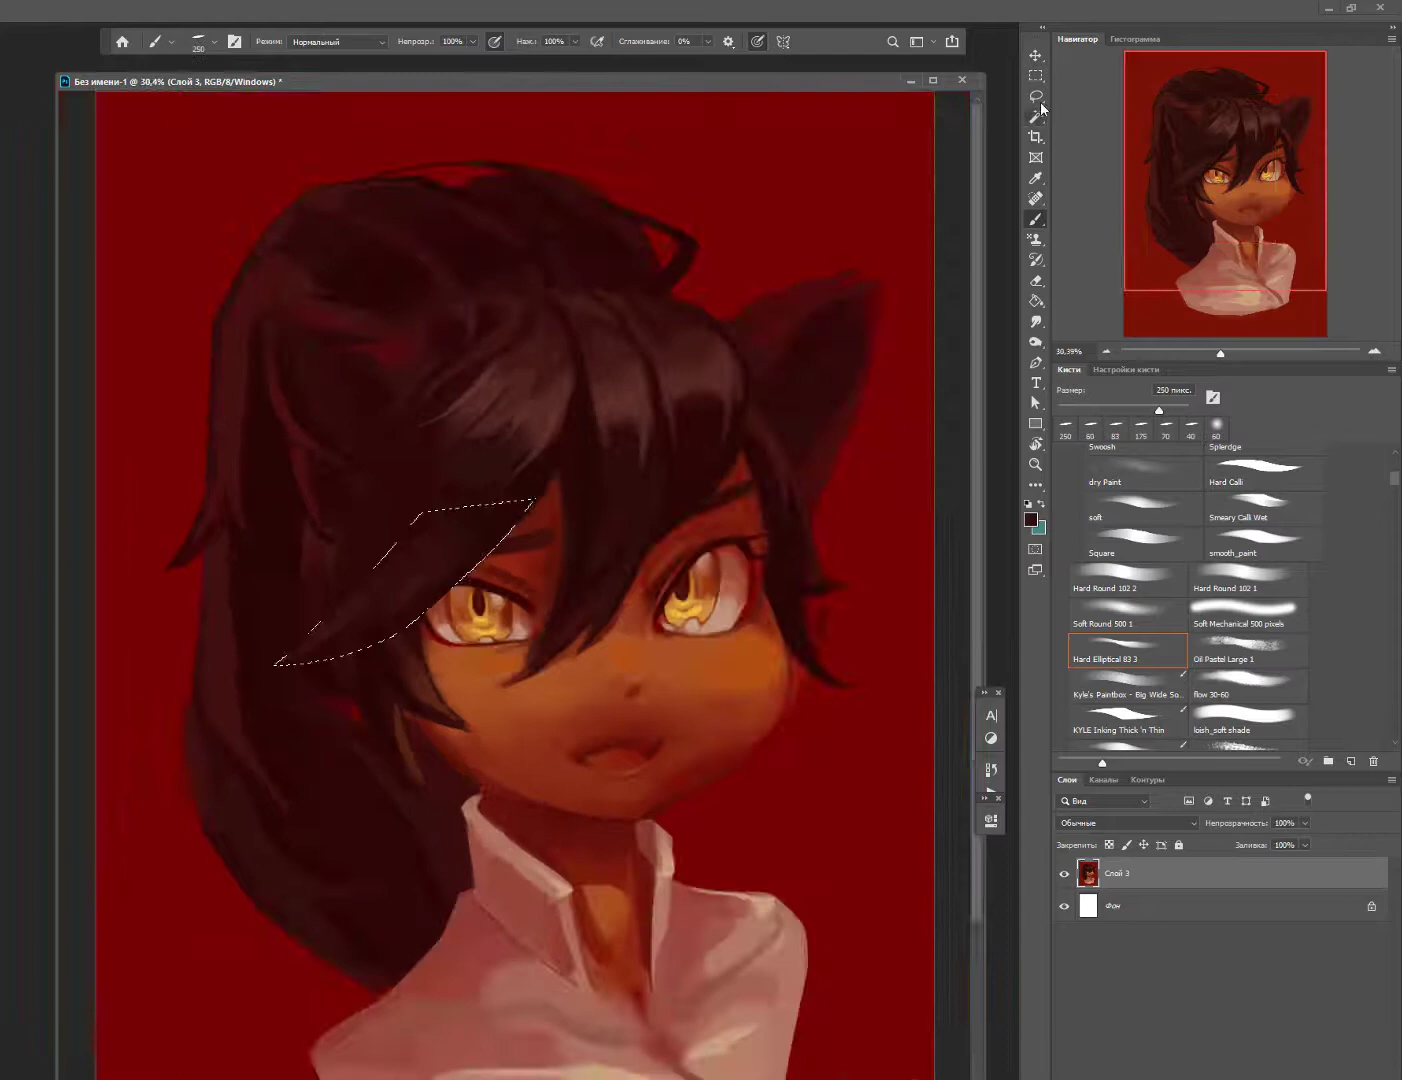 250
Режим:
Нормальный
Непрозр.:
100%
Наж.:
100%
Сглаживание:
0%
Без имени-1 @ 30,4% (Слой 3, RGB/8/Windows) *
Навигатор
Гистограмма
30,39%
Кисти
Настройки кисти
Размер:
250 пикс.
250
60
83
175
70
40
60
Swoosh
Splerdge
dry Paint
Hard Calli
soft
Smeary Calli Wet
Square
smooth_paint
Hard Round 102 2
Hard Round 102 1
Soft Round 500 1
Soft Mechanical 500 pixels
Hard Elliptical 83 3
Oil Pastel Large 1
Kyle's Paintbox - Big Wide So...
flow 30-60
KYLE Inking Thick 'n Thin
loish_soft shade
Слои
Каналы
Контуры
Вид
Обычные
Непрозрачность:
100%
Закрепить:
Заливка:
100%
Слой 3
Фон